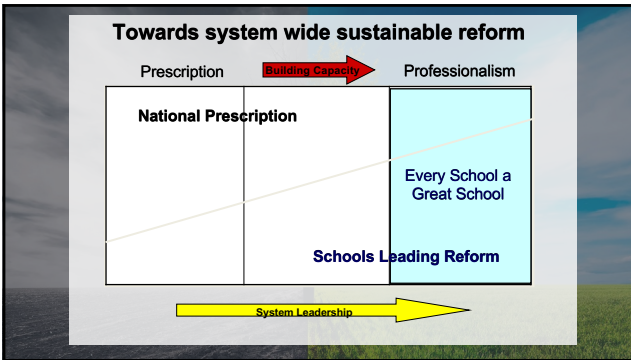 Towards system wide sustainable reform
Prescription
Building Capacity
Professionalism
National Prescription
Every School a
Great School
Schools Leading Reform
System Leadership